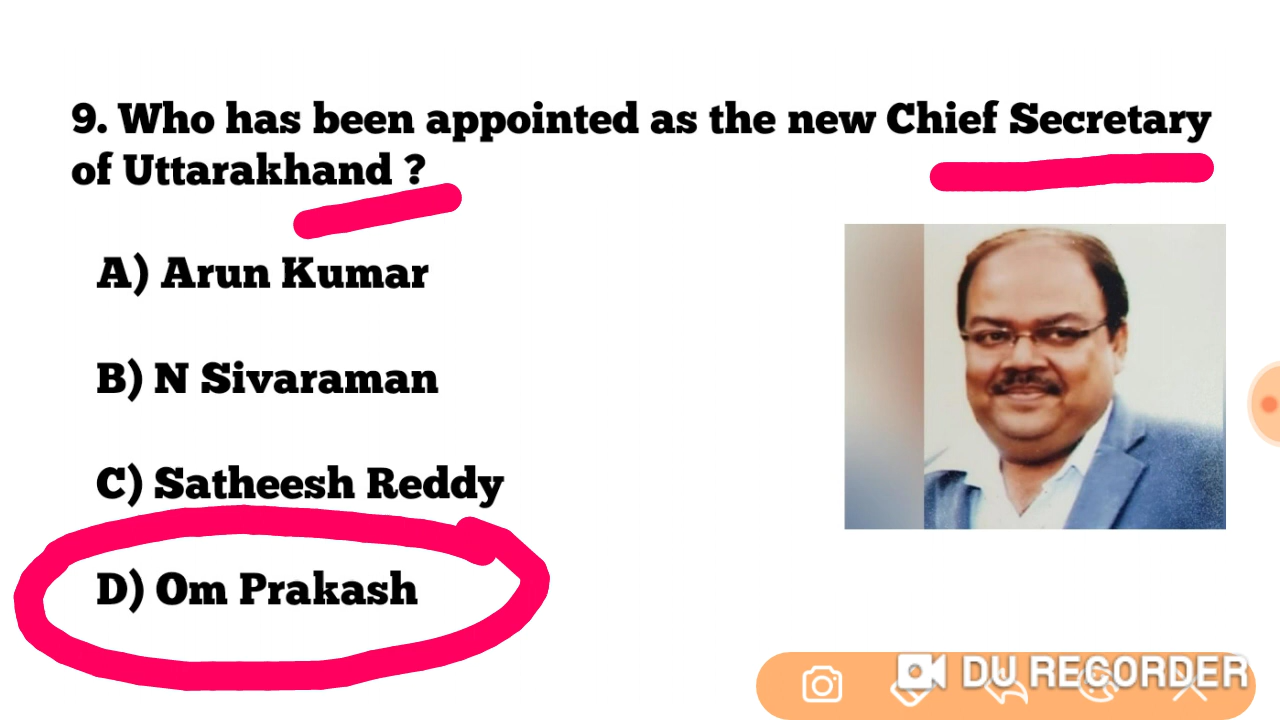 9. Who has been appointed as the new Chief Secretary
of Uttarakhand ?
A) Arun Kumar
B) N Sivaraman
C) Satheesh Reddy
D) Om Prakash
DU RECORDER